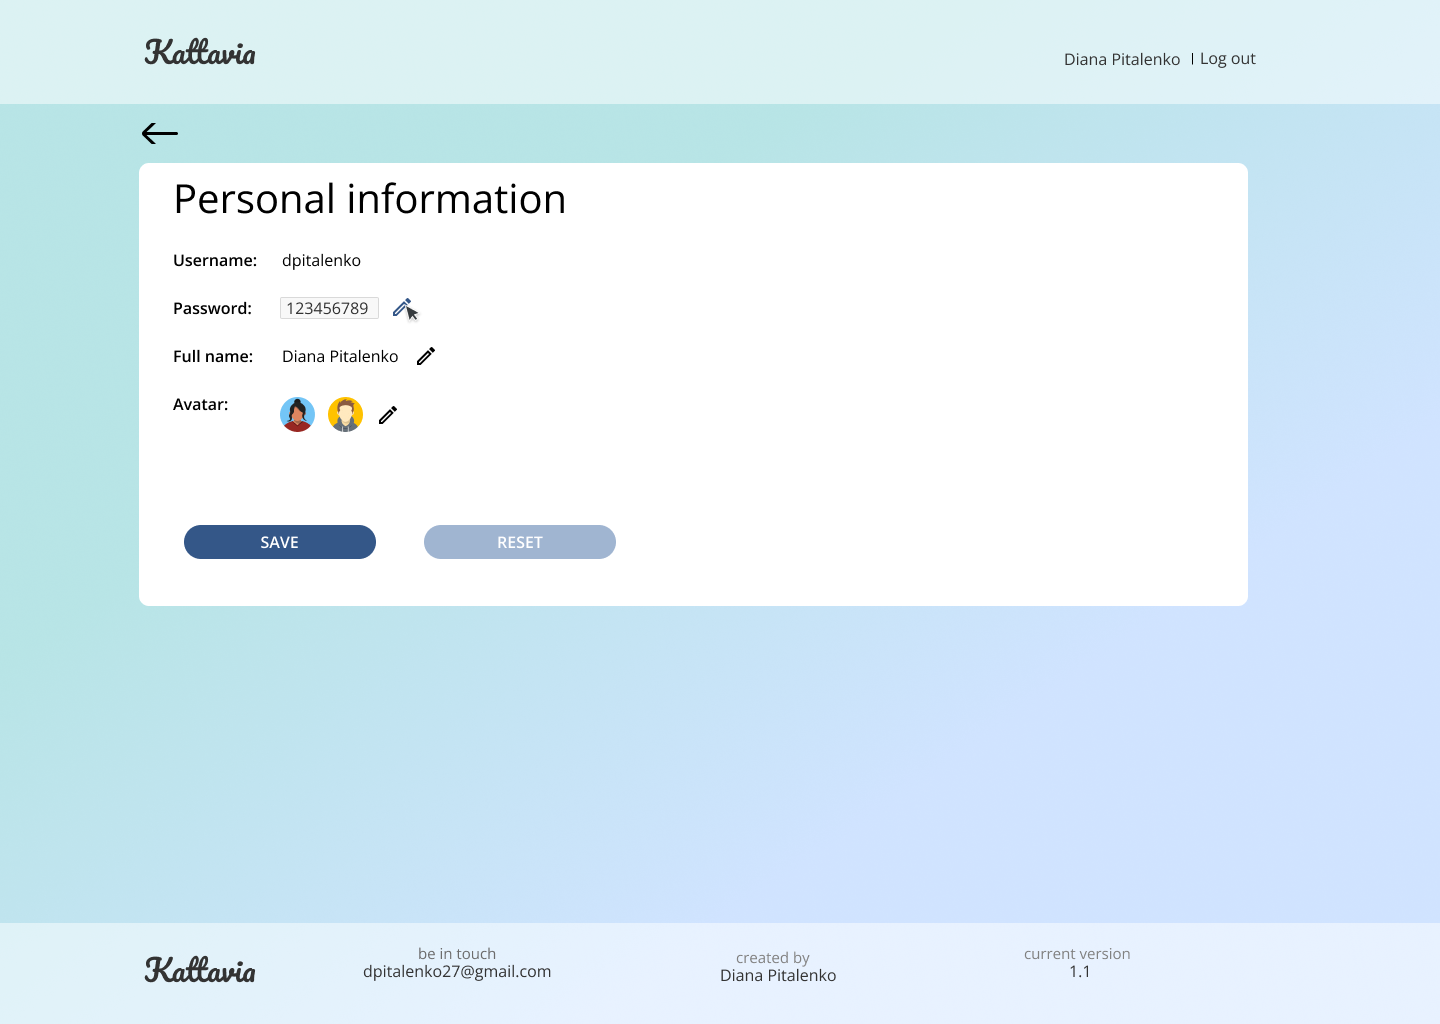 Kattavia
Diana Pitalenko | Log out
Personal information
Username: dpitalenko
Password: 123456789
Full name: Diana Pitalenko
Avatar:
SAVE RESET
Kattavia
be in touch
dpitalenko27@gmail.com
created by
Diana Pitalenko
current version
1.1